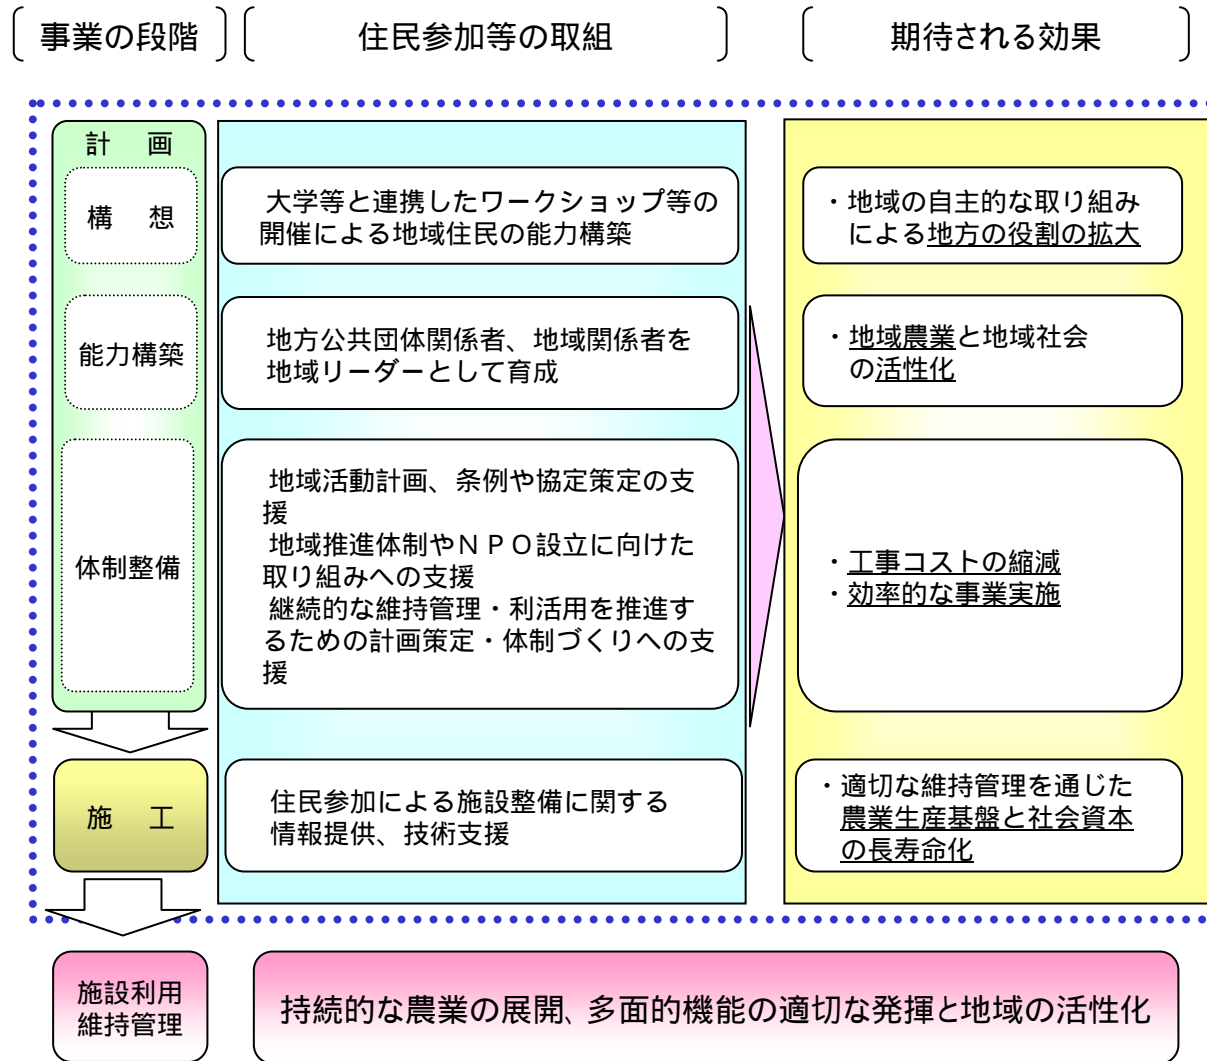 事業の段階
住民参加等の取組
期待される効果
計　画
構　想
大学等と連携したワークショップ等の
開催による地域住民の能力構築
・地域の自主的な取り組み
による地方の役割の拡大
能力構築
地方公共団体関係者、地域関係者を
地域リーダーとして育成
・地域農業と地域社会
の活性化
体制整備
地域活動計画、条例や協定策定の支
援
地域推進体制やＮＰＯ設立に向けた
取り組みへの支援
継続的な維持管理・利活用を推進す
るための計画策定・体制づくりへの支
援
・工事コストの縮減
・効率的な事業実施
施　工
住民参加による施設整備に関する
情報提供、技術支援
・適切な維持管理を通じた
農業生産基盤と社会資本
の長寿命化
施設利用
維持管理
持続的な農業の展開、多面的機能の適切な発揮と地域の活性化